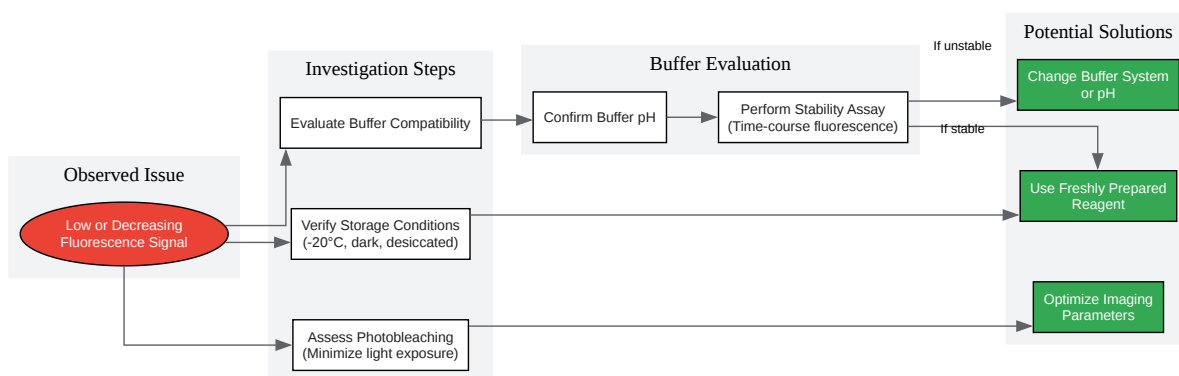 Observed Issue
Low or Decreasing
Fluorescence Signal
Investigation Steps
Evaluate Buffer Compatibility
Verify Storage Conditions
(-20°C, dark, desiccated)
Assess Photobleaching
(Minimize light exposure)
Buffer Evaluation
Confirm Buffer pH
Perform Stability Assay
(Time-course fluorescence)
If unstable
If stable
Potential Solutions
Change Buffer System
or pH
Use Freshly Prepared
Reagent
Optimize Imaging
Parameters